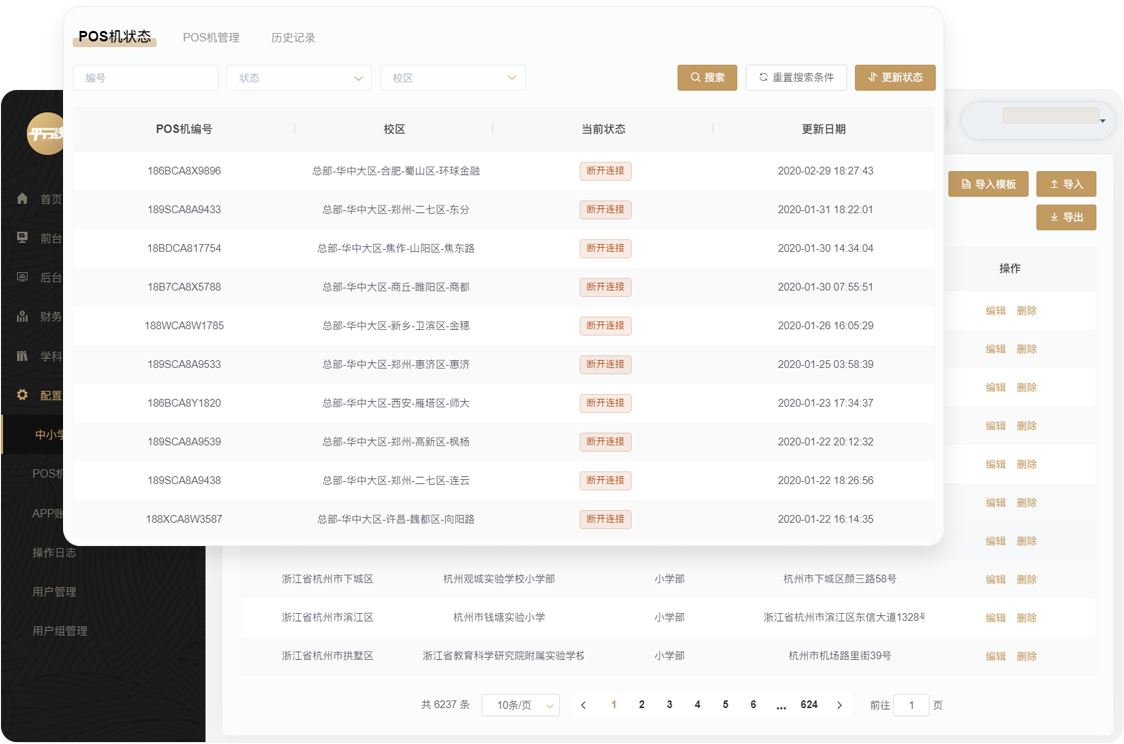 POS机状态 POS机管理 历史记录
编号 状态 校区 搜索 重置搜索条件 更新状态
POS机编号 校区 当前状态 更新日期
186BCA8X9896 总部-华中大区-合肥-蜀山区-环球金融 断开连接 2020-02-29 18:27:43
189SCA8A9433 总部-华中大区-郑州-二七区-东分 断开连接 2020-01-31 18:22:01
18BDCA817754 总部-华中大区-焦作-山阳区-焦东路 断开连接 2020-01-30 14:34:04
18B7CA8X5788 总部-华中大区-商丘-睢阳区-商都 断开连接 2020-01-30 07:55:51
188WCA8W1785 总部-华中大区-新乡-卫滨区-金穗 断开连接 2020-01-26 16:05:29
189SCA8A9533 总部-华中大区-郑州-惠济区-惠济 断开连接 2020-01-25 03:58:39
186BCA8Y1820 总部-华中大区-西安-雁塔区-师大 断开连接 2020-01-23 17:34:37
189SCA8A9539 总部-华中大区-郑州-高新区-枫杨 断开连接 2020-01-22 20:12:32
189SCA8A9438 总部-华中大区-郑州-二七区-连云 断开连接 2020-01-22 18:26:56
188XCA8W3587 总部-华中大区-许昌-魏都区-向阳路 断开连接 2020-01-22 16:14:35
首页
前台
后台
财务
学科
配置
中小学
POS机
APP账
操作日志
用户管理
用户组管理
导入模板 导入
导出
操作
编辑 删除
编辑 删除
编辑 删除
编辑 删除
编辑 删除
编辑 删除
编辑 删除
浙江省杭州市下城区 杭州观城实验学校小学部 小学部 杭州市下城区颜三路58号 编辑 删除
浙江省杭州市滨江区 杭州市钱塘实验小学 小学部 浙江省杭州市滨江区东信大道1328号 编辑 删除
浙江省杭州市拱墅区 浙江省教育科学研究院附属实验学校 小学部 杭州市机场路里街39号 编辑 删除
共 6237 条 10条/页 1 2 3 4 5 6 ... 624 前往 1 页